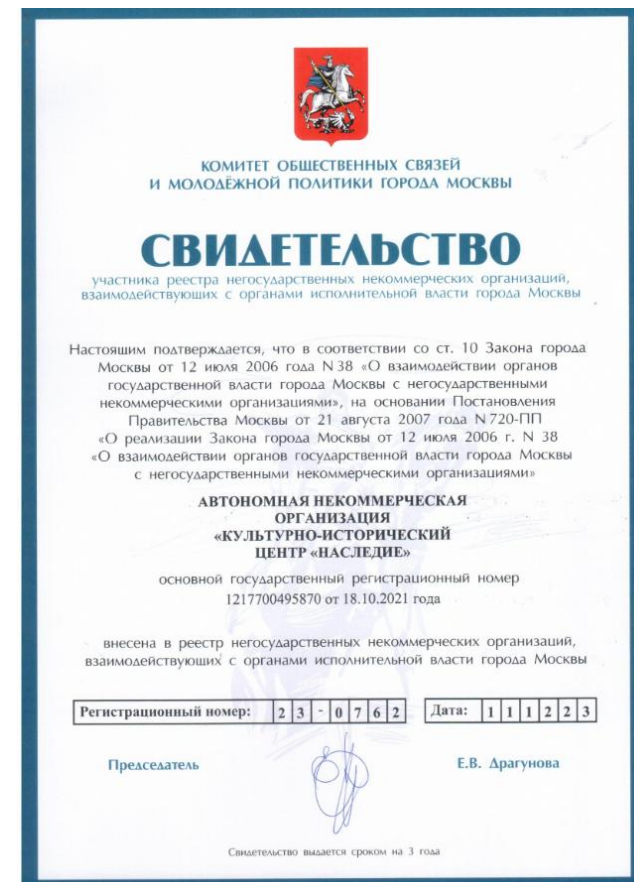 КОМИТЕТ ОБЩЕСТВЕННЫХ СВЯЗЕЙ
И МОЛОДЁЖНОЙ ПОЛИТИКИ ГОРОДА МОСКВЫ
СВИДЕТЕЛЬСТВО
участника реестра негосударственных некоммерческих организаций,
взаимодействующих с органами исполнительной власти города Москвы
Настоящим подтверждается, что в соответствии со ст. 10 Закона города
Москвы от 12 июля 2006 года N 38 «О взаимодействии органов
государственной власти города Москвы с негосударственными
некоммерческими организациями», на основании Постановления
Правительства Москвы от 21 августа 2007 года N 720-ПП
«О реализации Закона города Москвы от 12 июля 2006 г. N 38
«О взаимодействии органов государственной власти города Москвы
с негосударственными некоммерческими организациями»
АВТОНОМНАЯ НЕКОММЕРЧЕСКАЯ
ОРГАНИЗАЦИЯ
«КУЛЬТУРНО-ИСТОРИЧЕСКИЙ
ЦЕНТР «НАСЛЕДИЕ»
основной государственный регистрационный номер
1217700495870 от 18.10.2021 года
внесена в реестр негосударственных некоммерческих организаций,
взаимодействующих с органами исполнительной власти города Москвы
Регистрационный номер: 23-0762 Дата: 111223
Председатель Е.В. Драгунова
Свидетельство выдается сроком на 3 года